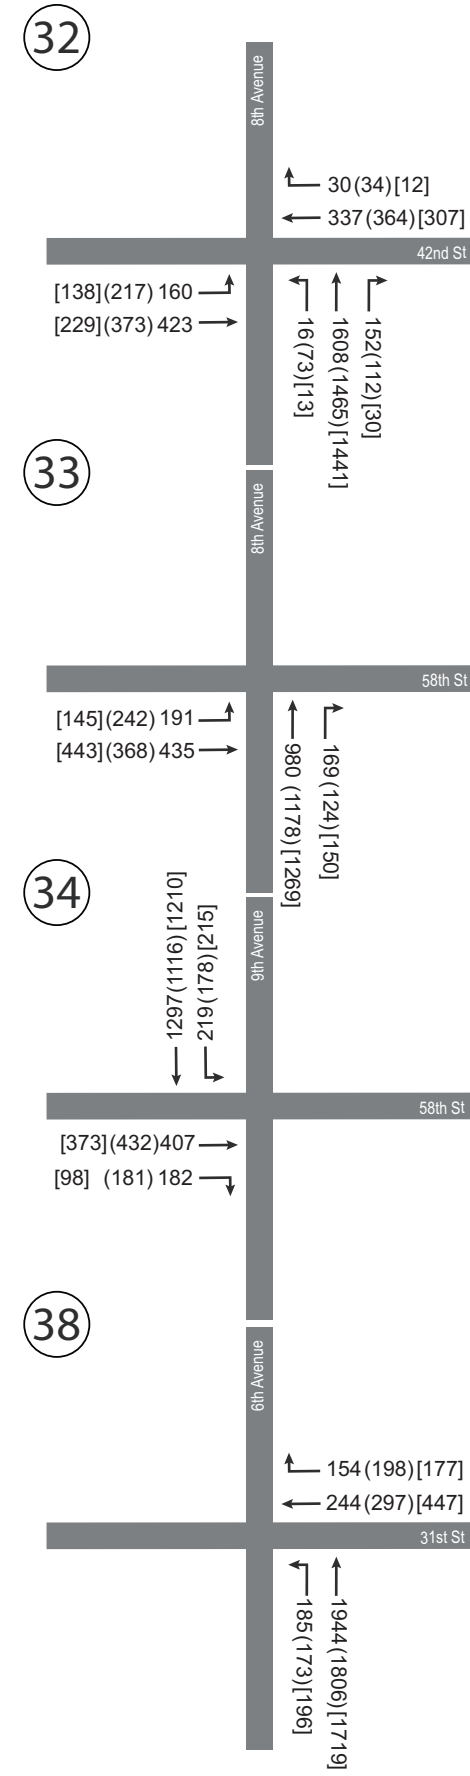 32
8th Avenue
30(34)[12]
337(364)[307]
42nd St
[138](217) 160
[229](373) 423
16(73)[13]
1608(1465)[1441]
152(112)[30]
33
8th Avenue
58th St
[145](242) 191
[443](368) 435
980 (1178)[1269]
169(124)[150]
34
1297(1116)[1210]
219(178)[215]
9th Avenue
58th St
[373](432)407
[98] (181) 182
38
6th Avenue
154(198)[177]
244(297)[447]
31st St
185(173)[196]
1944(1806)[1719]